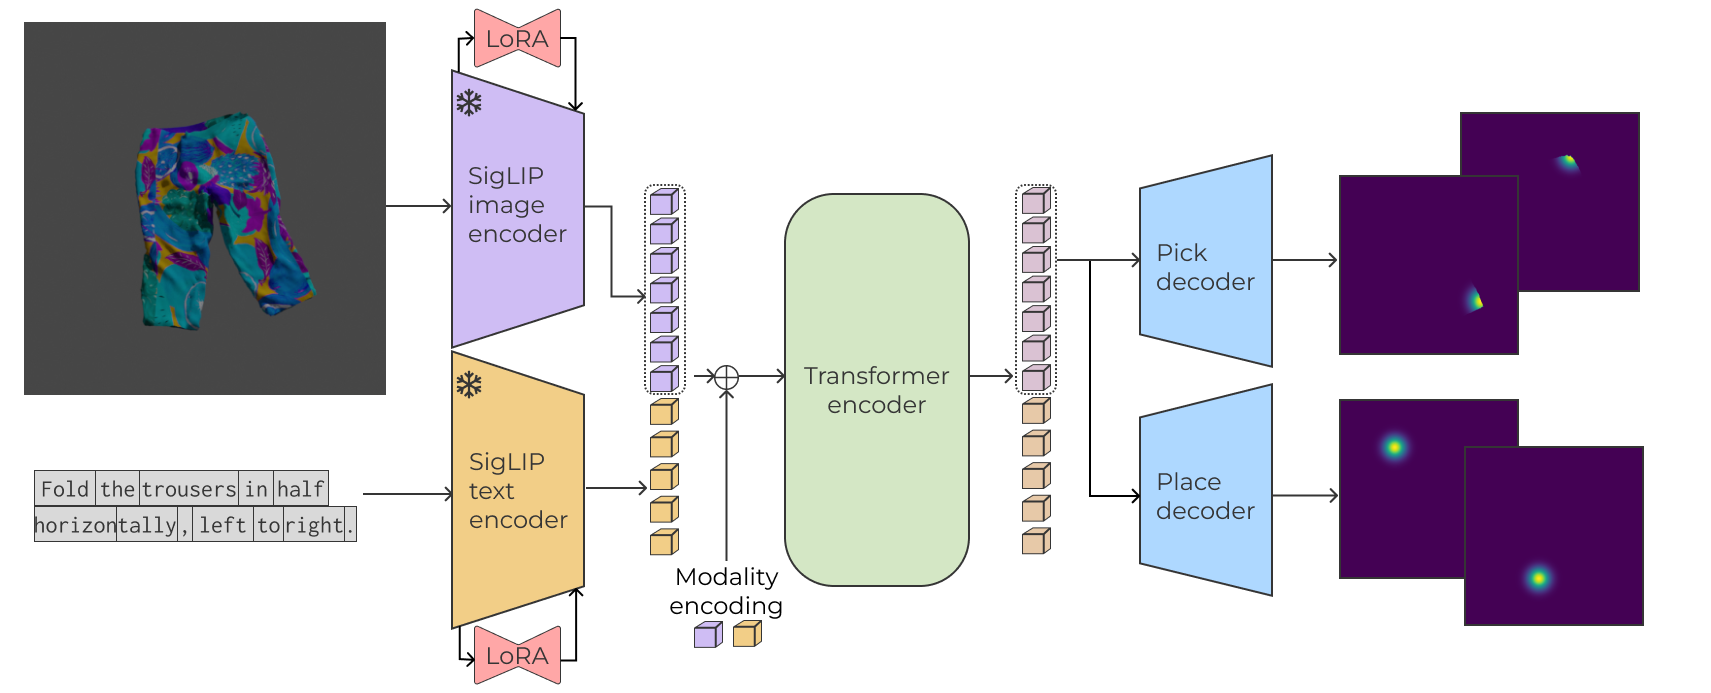 LoRA
SigLIP
image
encoder
Fold the trousers in half
horizontally, left to right.
SigLIP
text
encoder
LoRA
Modality
encoding
Transformer
encoder
Pick
decoder
Place
decoder